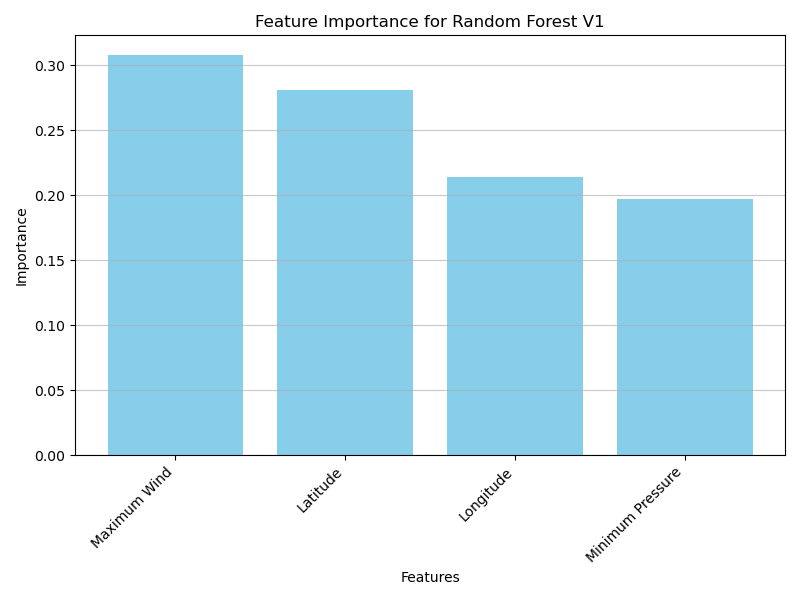 Feature Importance for Random Forest V1
0.30
0.25
0.20
0.15
0.10
0.05
0.00
Importance
Maximum Wind
Latitude
Longitude
Minimum Pressure
Features